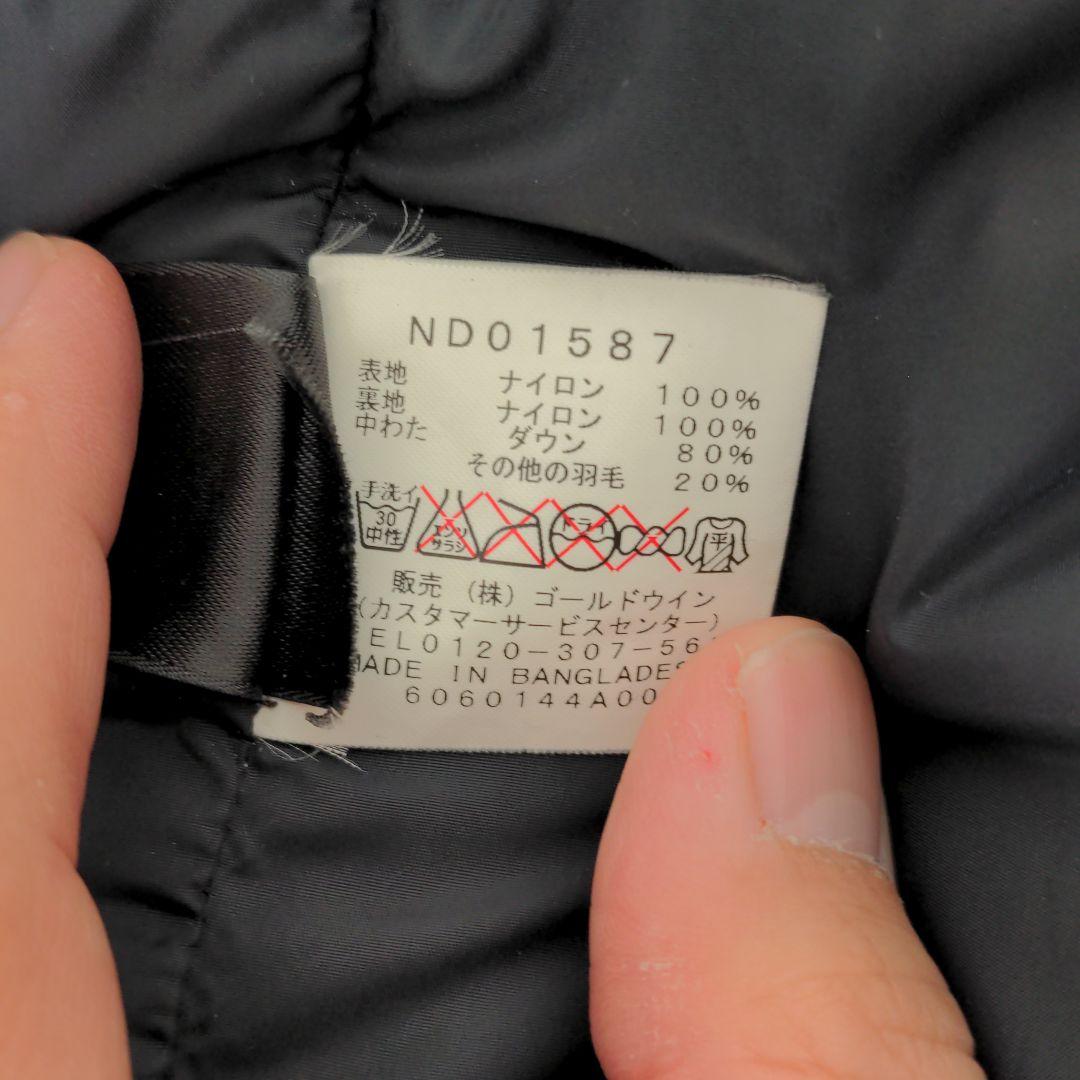 ND01587
表地 ナイロン 100%
裏地 ナイロン 100%
中わた ダウン 80%
その他の羽毛 20%
手洗イ
30 中性
エンソ サラシ
ドライ
平
販売 (株) ゴールドウイン
(カスタマーサービスセンター)
EL0120-307-56
MADE IN BANGLADES
6060144A00